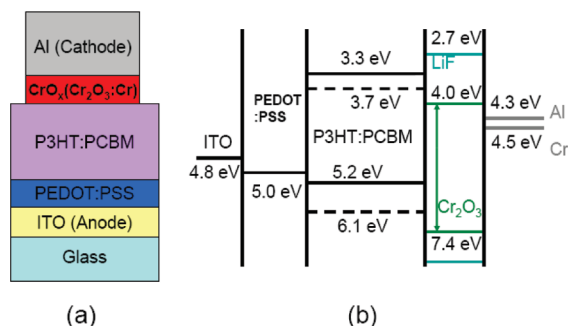 Al (Cathode)
CrOₓ(Cr₂O₃:Cr)
P3HT:PCBM
PEDOT:PSS
ITO (Anode)
Glass
(a)
ITO
4.8 eV
PEDOT
:PSS
5.0 eV
3.3 eV
3.7 eV
P3HT:PCBM
5.2 eV
6.1 eV
2.7 eV
LiF
4.0 eV
Cr₂O₃
7.4 eV
4.3 eV
Al
4.5 eV
Cr
(b)